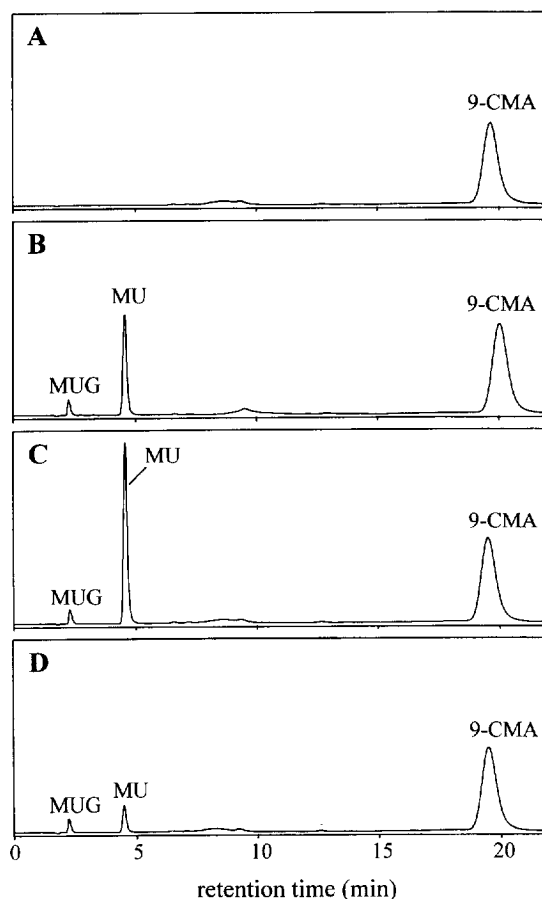 A
9-CMA
B
MU
9-CMA
MUG
C
MU
9-CMA
MUG
D
9-CMA
MUG MU
0 5 10 15 20
retention time (min)